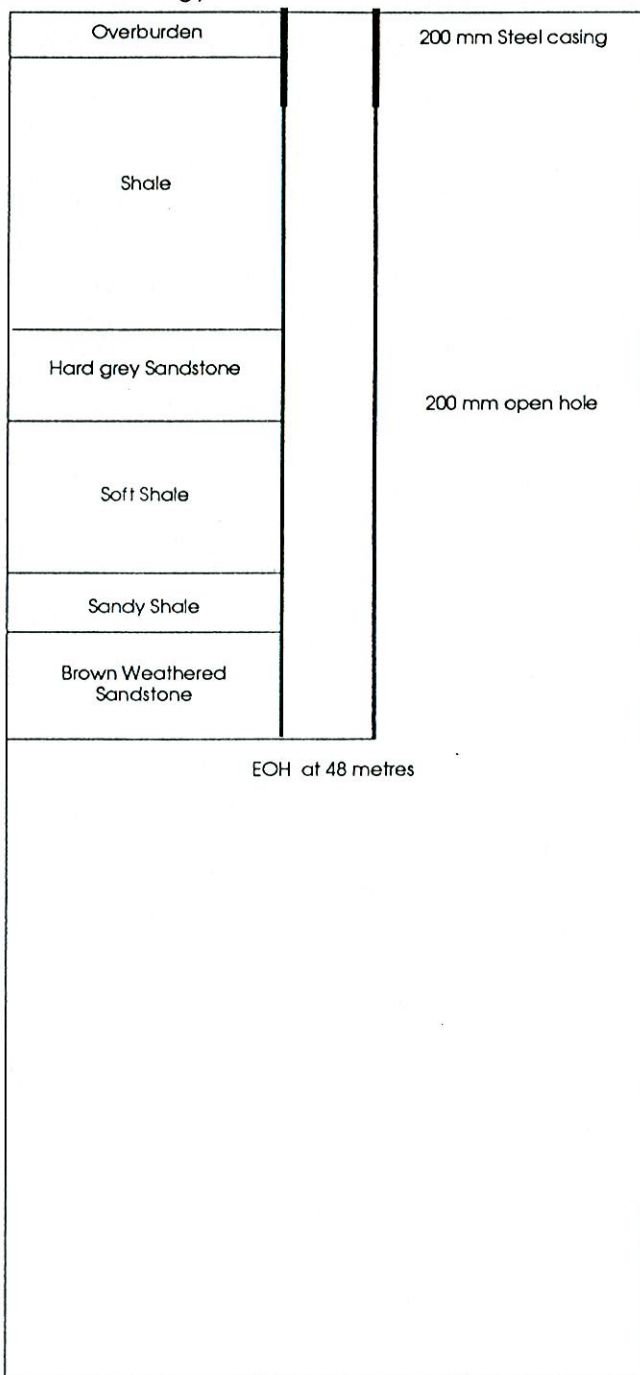 Overburden
200 mm Steel casing
Shale
Hard grey Sandstone
200 mm open hole
Soft Shale
Sandy Shale
Brown Weathered
Sandstone
EOH at 48 metres